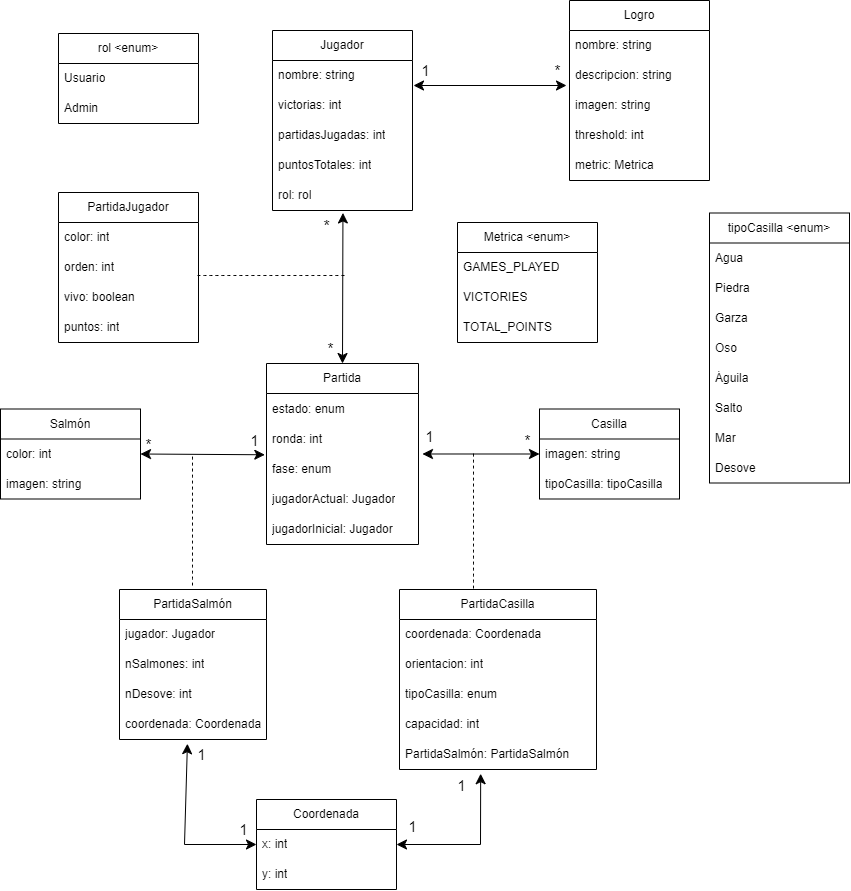 Logro
nombre: string
descripcion: string
imagen: string
threshold: int
metric: Metrica
rol <enum>
Usuario
Admin
Jugador
nombre: string
victorias: int
partidasJugadas: int
puntosTotales: int
rol: rol
1
*
PartidaJugador
color: int
orden: int
vivo: boolean
puntos: int
*
*
Metrica <enum>
GAMES_PLAYED
VICTORIES
TOTAL_POINTS
tipoCasilla <enum>
Agua
Piedra
Garza
Oso
Águila
Salto
Mar
Desove
Partida
estado: enum
ronda: int
fase: enum
jugadorActual: Jugador
jugadorInicial: Jugador
Salmón
color: int
imagen: string
*
1
1
*
Casilla
imagen: string
tipoCasilla: tipoCasilla
PartidaSalmón
jugador: Jugador
nSalmones: int
nDesove: int
coordenada: Coordenada
PartidaCasilla
coordenada: Coordenada
orientacion: int
tipoCasilla: enum
capacidad: int
PartidaSalmón: PartidaSalmón
1
1
1
1
Coordenada
x: int
y: int